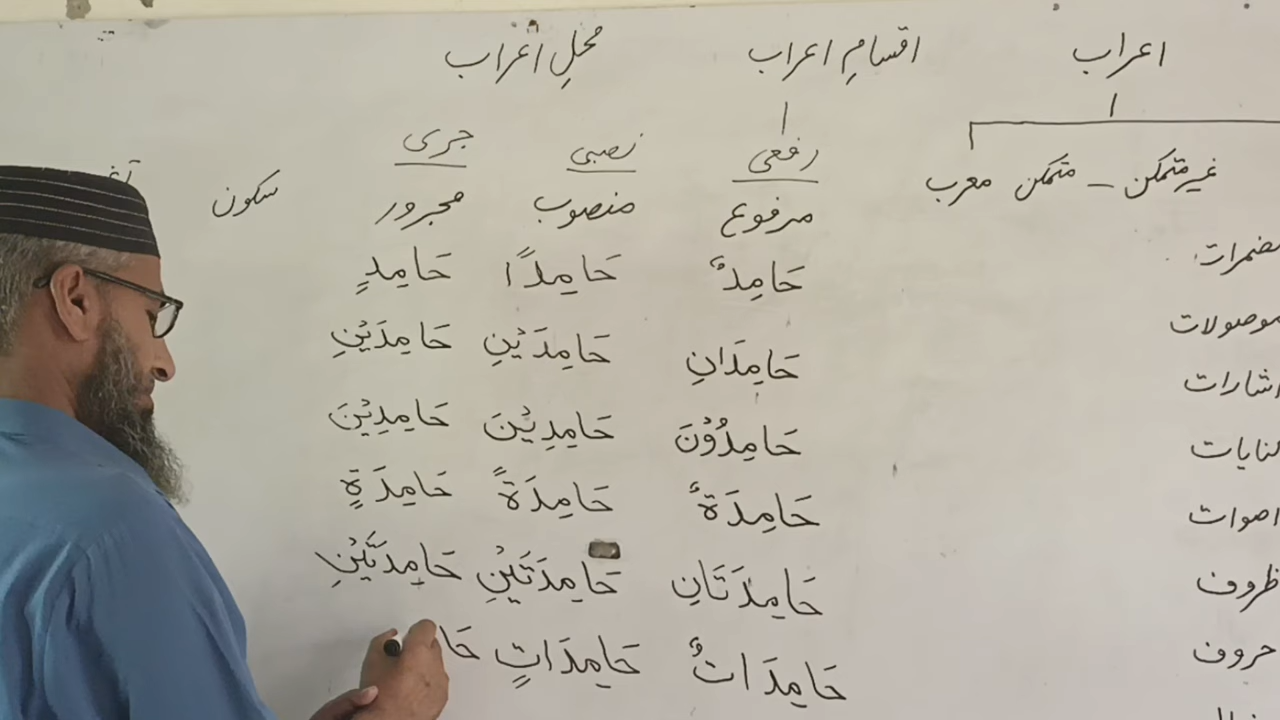 اعراب اقسامِ اعراب محلِ اعراب
رفعی نصبی جری
غیر متمکن - متمکن معرب مرفوع منصوب مجرور سکون
مضمرات حَامِدٌ حَامِدًا حَامِدٍ
موصولات حَامِدَانِ حَامِدَیْنِ حَامِدَیْنِ
اشارات
کنایات حَامِدُوْنَ حَامِدِیْنَ حَامِدِیْنَ
اصوات حَامِدَةٌ حَامِدَةً حَامِدَةٍ
ظروف حَامِدَتَانِ حَامِدَتَیْنِ حَامِدَتَیْنِ
حروف حَامِدَاتٌ حَامِدَاتٍ حَا